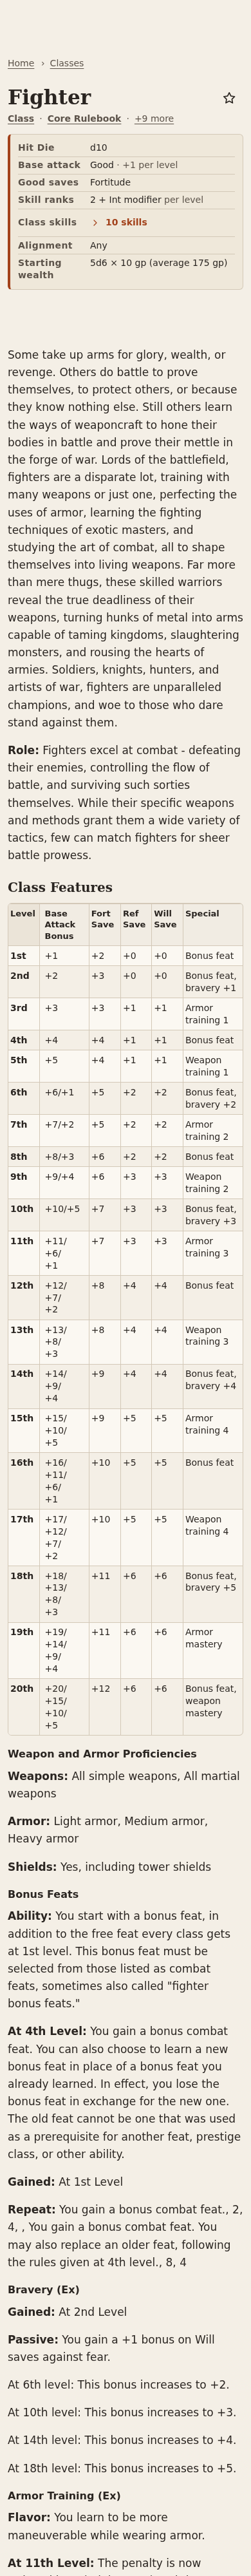 Home › Classes
Fighter
Class · Core Rulebook · +9 more
Hit Die d10
Base attack Good · +1 per level
Good saves Fortitude
Skill ranks 2 + Int modifier per level
Class skills › 10 skills
Alignment Any
Starting wealth 5d6 × 10 gp (average 175 gp)
Some take up arms for glory, wealth, or
revenge. Others do battle to prove
themselves, to protect others, or because
they know nothing else. Still others learn
the ways of weaponcraft to hone their
bodies in battle and prove their mettle in
the forge of war. Lords of the battlefield,
fighters are a disparate lot, training with
many weapons or just one, perfecting the
uses of armor, learning the fighting
techniques of exotic masters, and
studying the art of combat, all to shape
themselves into living weapons. Far more
than mere thugs, these skilled warriors
reveal the true deadliness of their
weapons, turning hunks of metal into arms
capable of taming kingdoms, slaughtering
monsters, and rousing the hearts of
armies. Soldiers, knights, hunters, and
artists of war, fighters are unparalleled
champions, and woe to those who dare
stand against them.
Role: Fighters excel at combat - defeating
their enemies, controlling the flow of
battle, and surviving such sorties
themselves. While their specific weapons
and methods grant them a wide variety of
tactics, few can match fighters for sheer
battle prowess.
Class Features
Level Base Attack Bonus Fort Save Ref Save Will Save Special
1st +1 +2 +0 +0 Bonus feat
2nd +2 +3 +0 +0 Bonus feat, bravery +1
3rd +3 +3 +1 +1 Armor training 1
4th +4 +4 +1 +1 Bonus feat
5th +5 +4 +1 +1 Weapon training 1
6th +6/+1 +5 +2 +2 Bonus feat, bravery +2
7th +7/+2 +5 +2 +2 Armor training 2
8th +8/+3 +6 +2 +2 Bonus feat
9th +9/+4 +6 +3 +3 Weapon training 2
10th +10/+5 +7 +3 +3 Bonus feat, bravery +3
11th +11/+6/+1 +7 +3 +3 Armor training 3
12th +12/+7/+2 +8 +4 +4 Bonus feat
13th +13/+8/+3 +8 +4 +4 Weapon training 3
14th +14/+9/+4 +9 +4 +4 Bonus feat, bravery +4
15th +15/+10/+5 +9 +5 +5 Armor training 4
16th +16/+11/+6/+1 +10 +5 +5 Bonus feat
17th +17/+12/+7/+2 +10 +5 +5 Weapon training 4
18th +18/+13/+8/+3 +11 +6 +6 Bonus feat, bravery +5
19th +19/+14/+9/+4 +11 +6 +6 Armor mastery
20th +20/+15/+10/+5 +12 +6 +6 Bonus feat, weapon mastery
Weapon and Armor Proficiencies
Weapons: All simple weapons, All martial
weapons
Armor: Light armor, Medium armor,
Heavy armor
Shields: Yes, including tower shields
Bonus Feats
Ability: You start with a bonus feat, in
addition to the free feat every class gets
at 1st level. This bonus feat must be
selected from those listed as combat
feats, sometimes also called "fighter
bonus feats."
At 4th Level: You gain a bonus combat
feat. You can also choose to learn a new
bonus feat in place of a bonus feat you
already learned. In effect, you lose the
bonus feat in exchange for the new one.
The old feat cannot be one that was used
as a prerequisite for another feat, prestige
class, or other ability.
Gained: At 1st Level
Repeat: You gain a bonus combat feat., 2,
4, , You gain a bonus combat feat. You
may also replace an older feat, following
the rules given at 4th level., 8, 4
Bravery (Ex)
Gained: At 2nd Level
Passive: You gain a +1 bonus on Will
saves against fear.
At 6th level: This bonus increases to +2.
At 10th level: This bonus increases to +3.
At 14th level: This bonus increases to +4.
At 18th level: This bonus increases to +5.
Armor Training (Ex)
Flavor: You learn to be more
maneuverable while wearing armor.
At 11th Level: The penalty is now